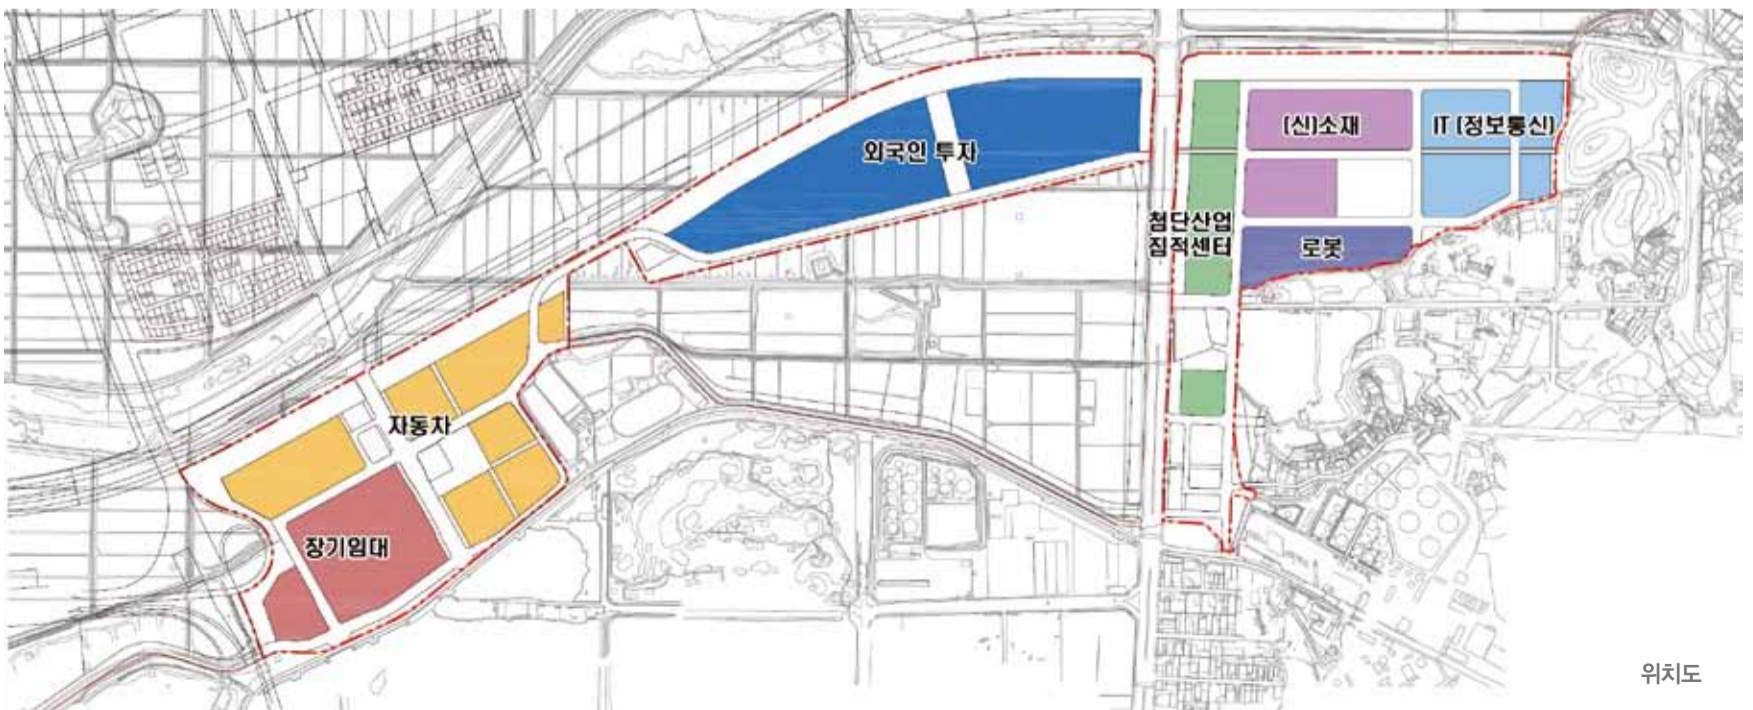 (신)소재
IT (정보통신)
외국인 투자
첨단산업
집적센터
로봇
자동차
장기임대
위치도